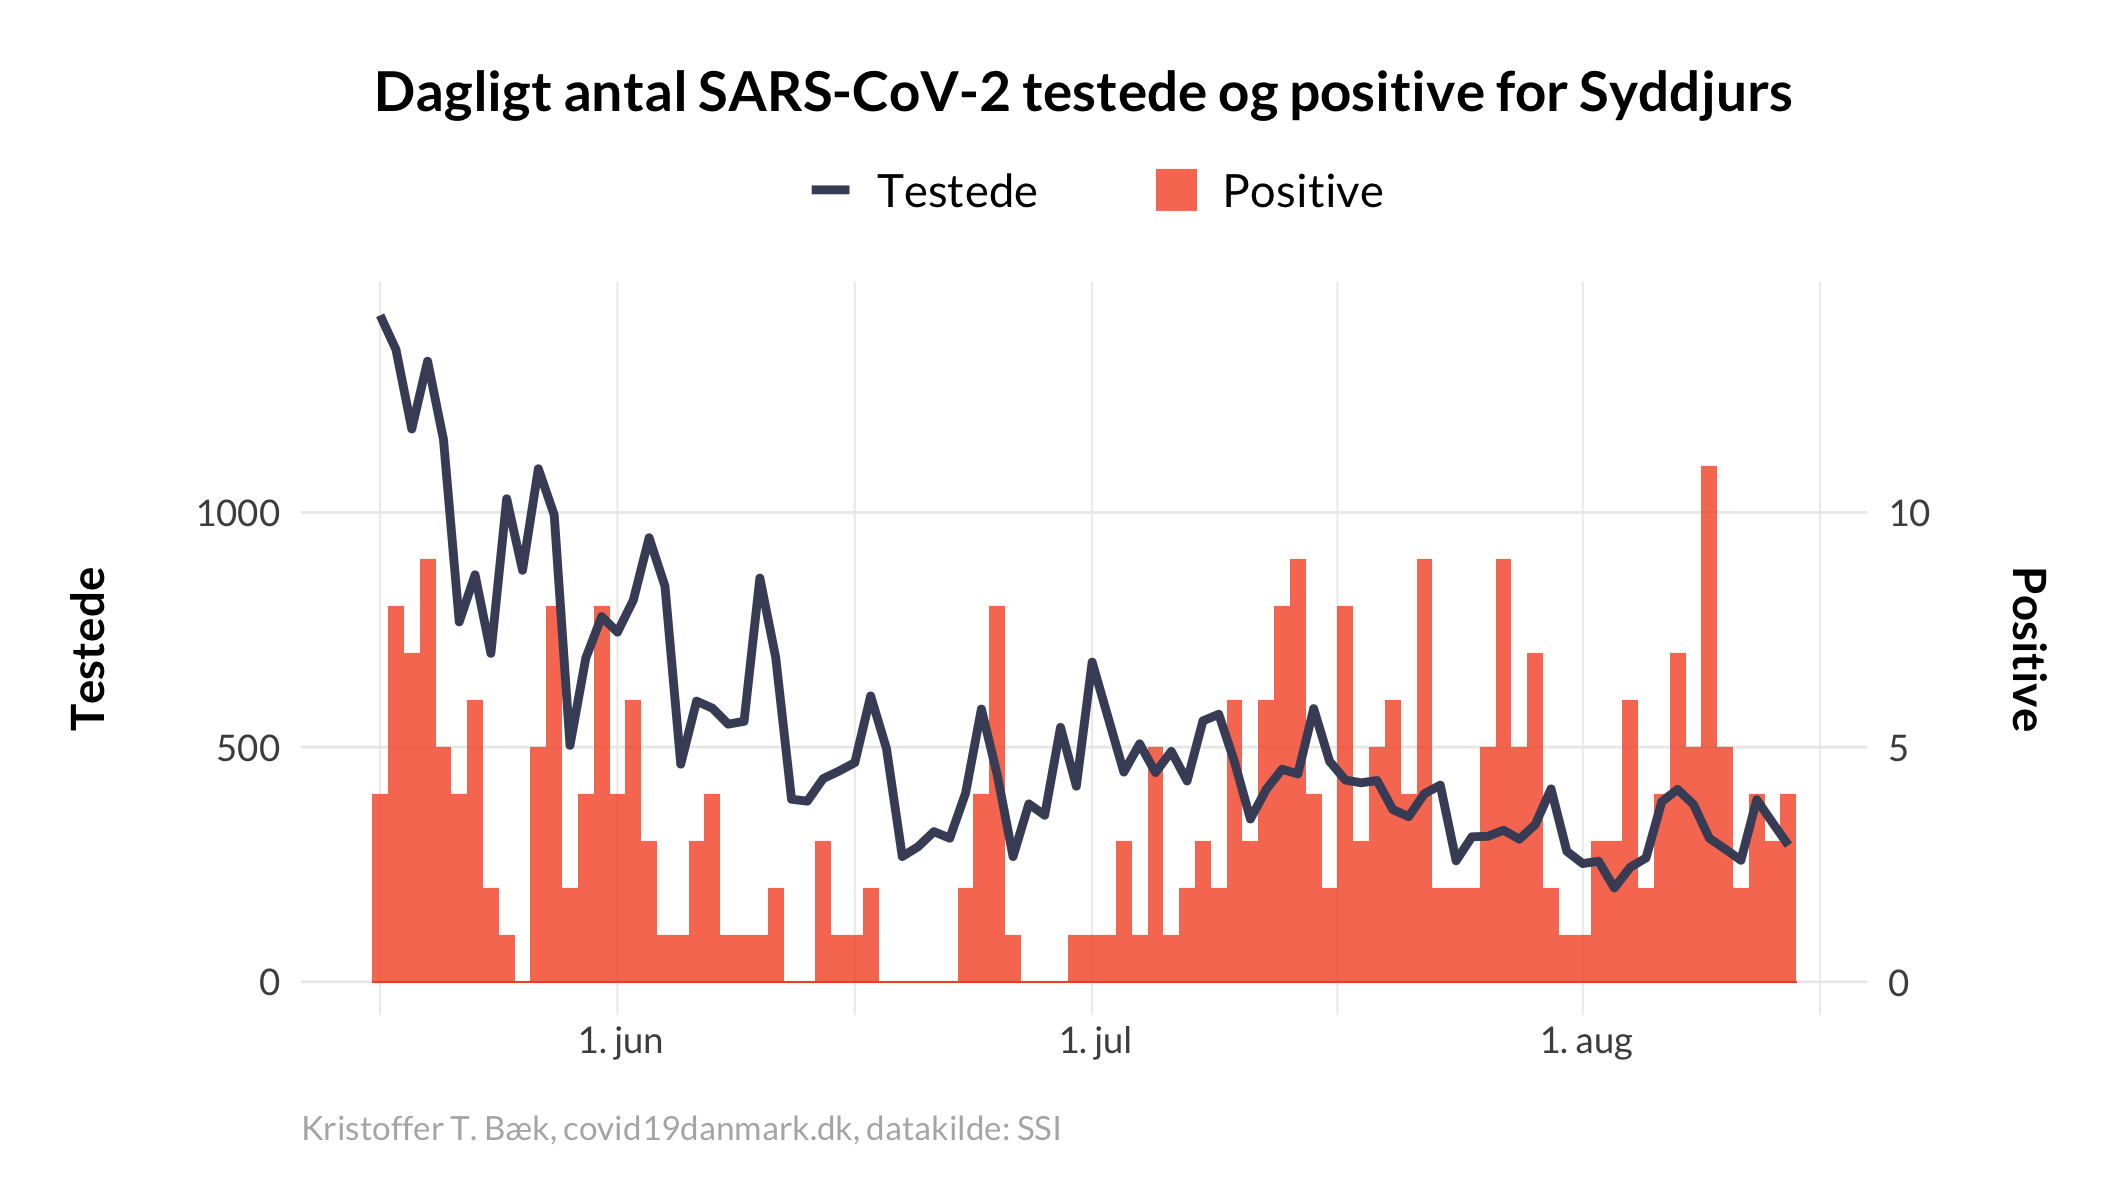 Dagligt antal SARS-CoV-2 testede og positive for Syddjurs
Testede
Positive
Testede
1000
500
0
10
5
0
Positive
1. jun
1. jul
1. aug
Kristoffer T. Bæk, covid19danmark.dk, datakilde: SSI